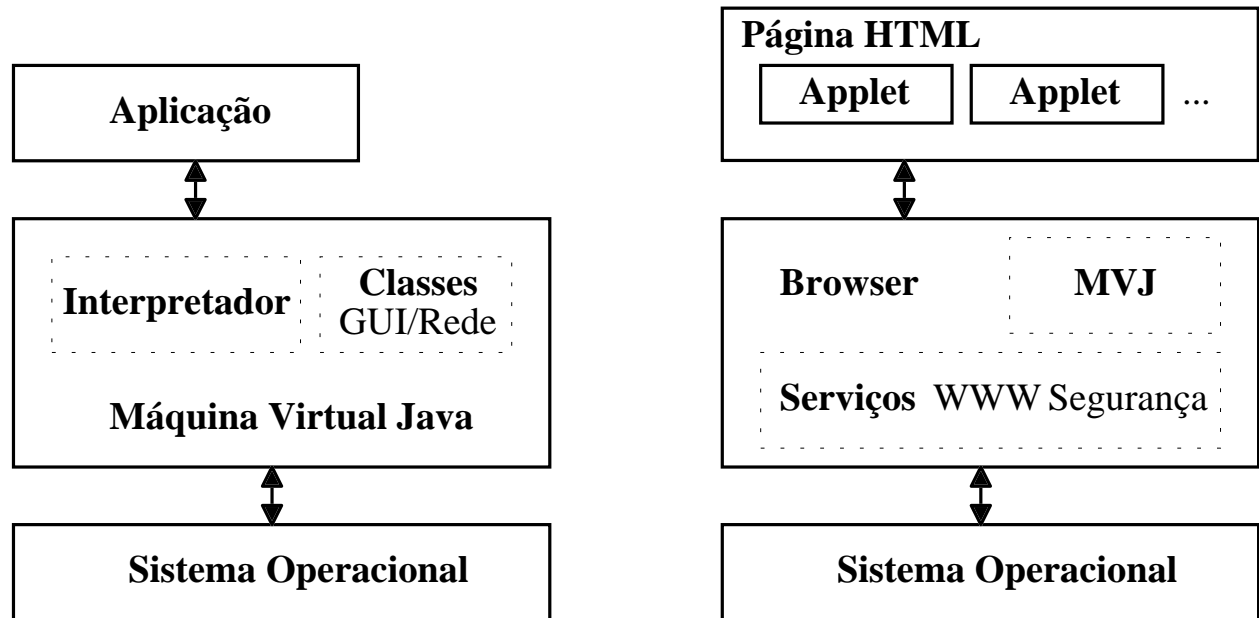 Aplicação
Interpretador
Classes
GUI/Rede
Máquina Virtual Java
Sistema Operacional
Página HTML
Applet Applet ...
Browser
MVJ
Serviços WWW Segurança
Sistema Operacional